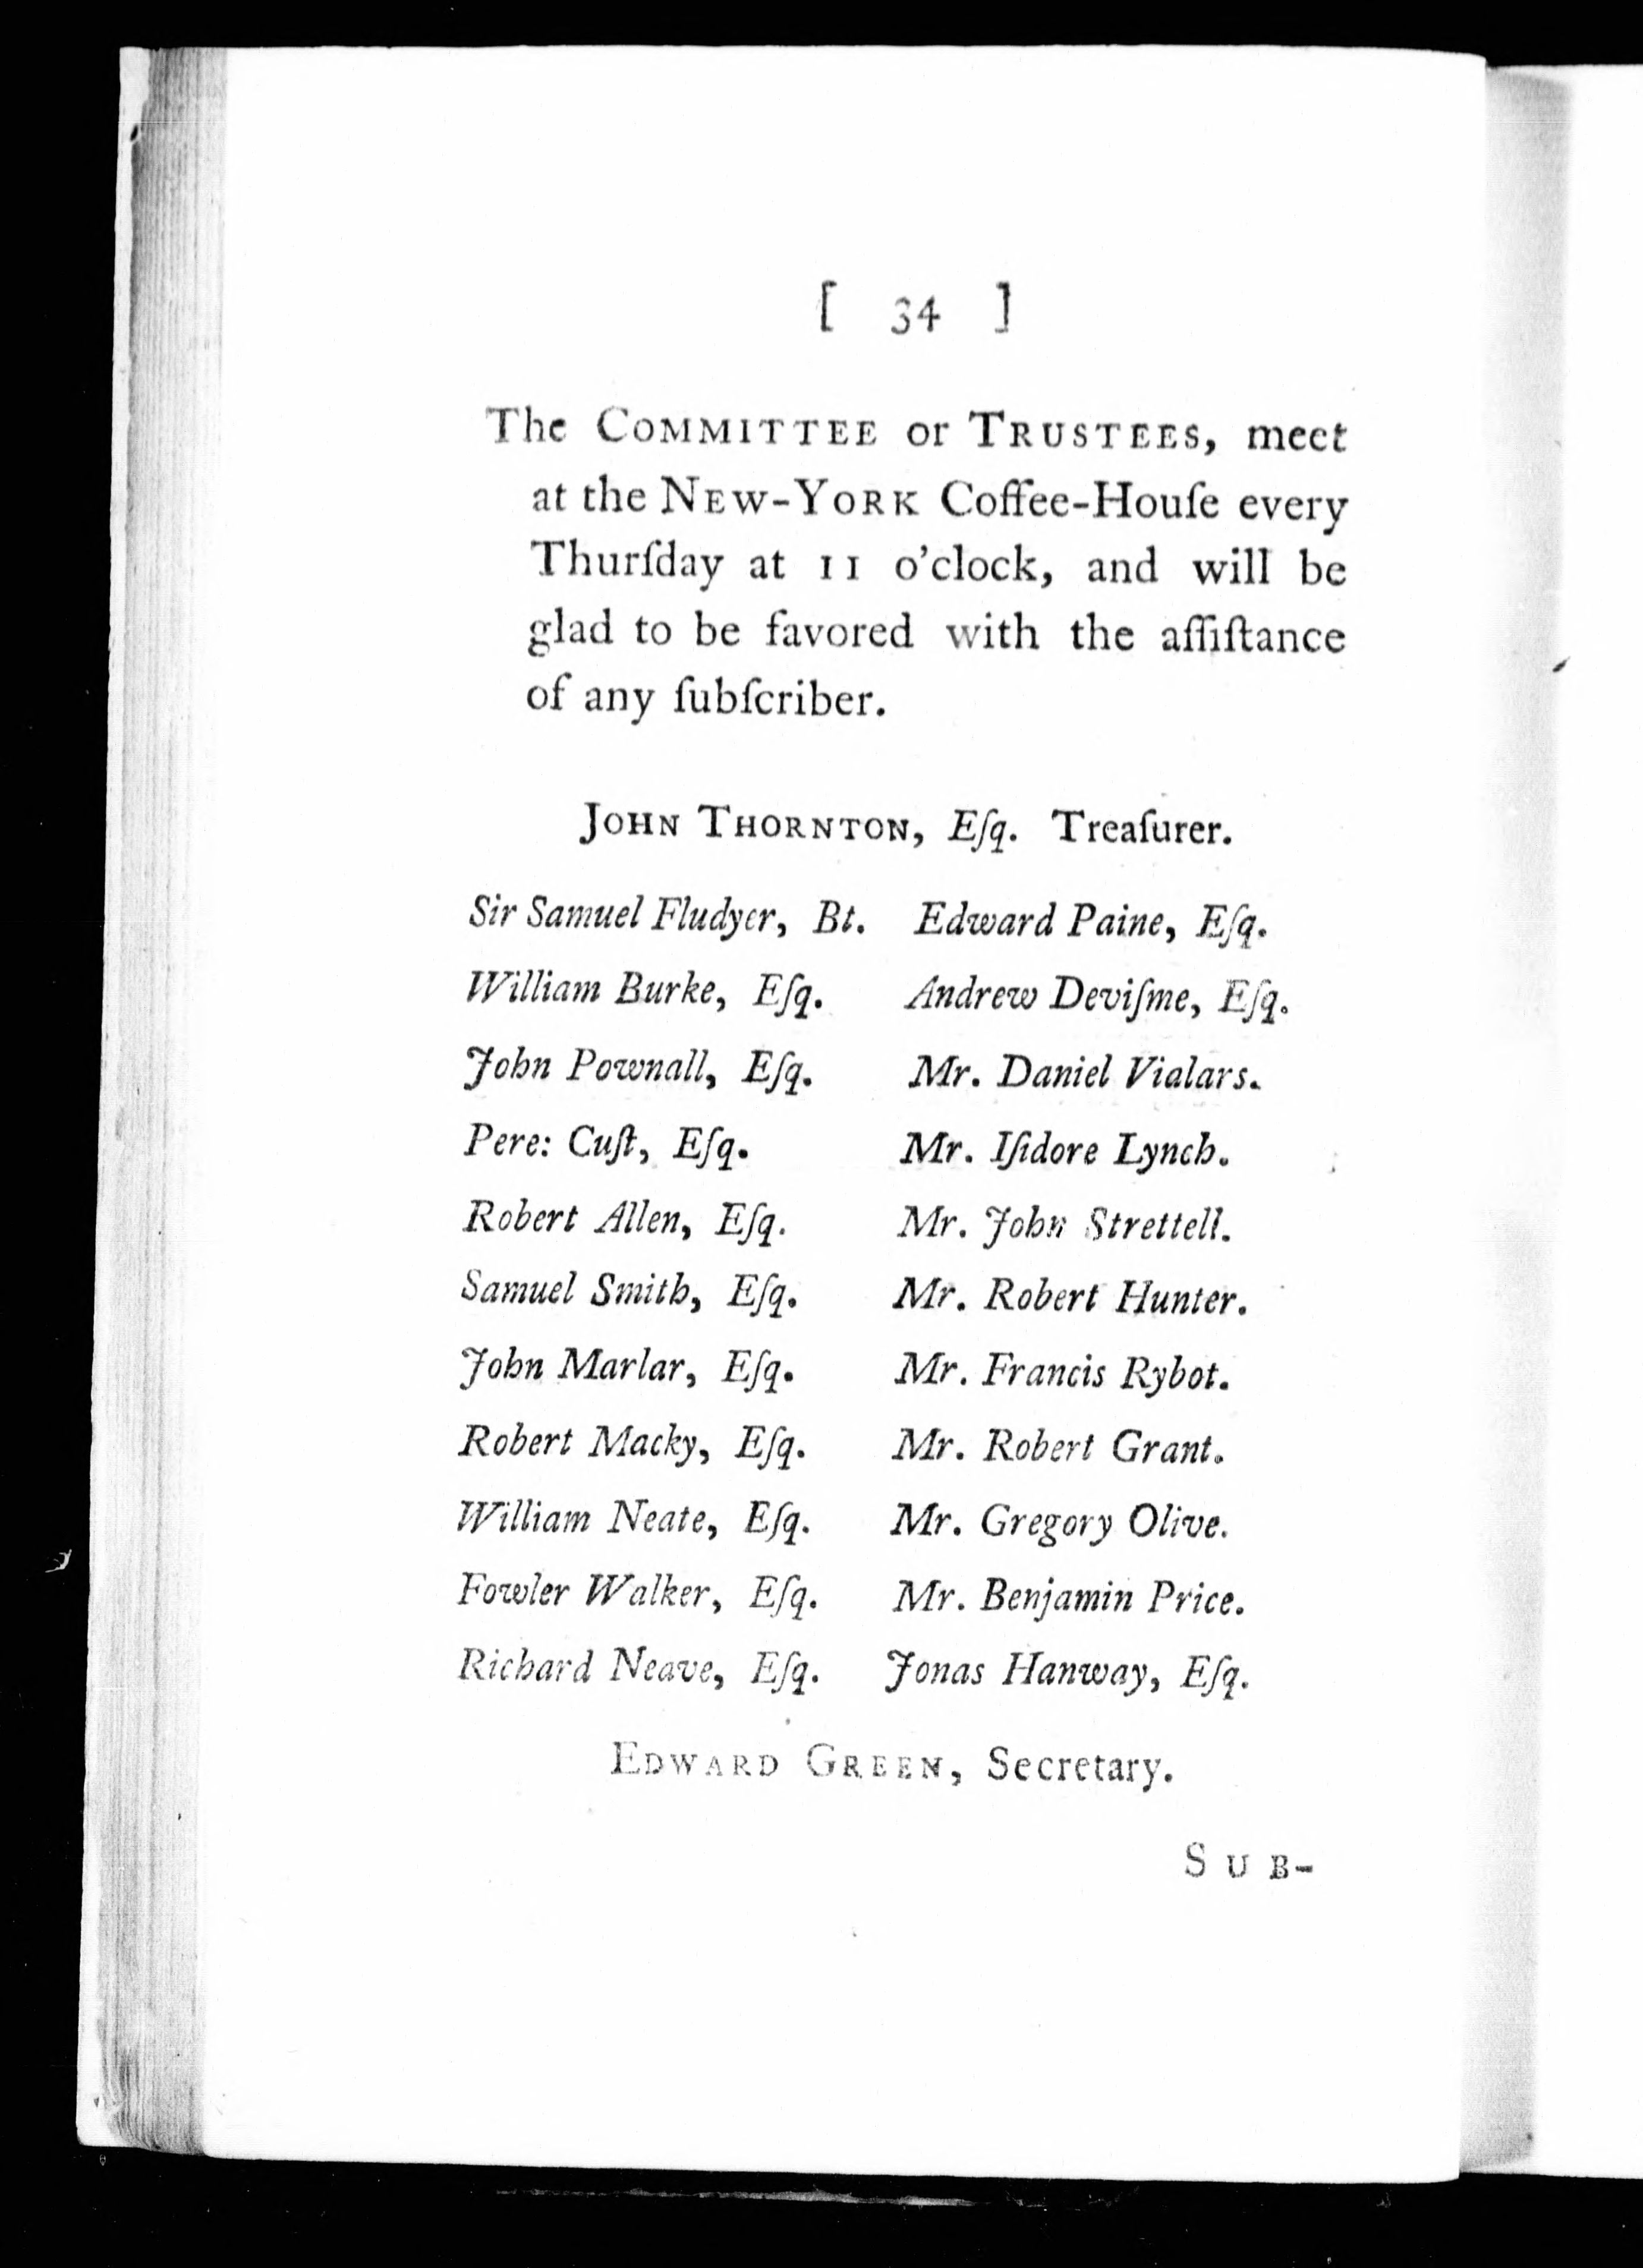 [ 34 ]
The COMMITTEE or TRUSTEES, meet
at the NEW-YORK Coffee-Houſe every
Thurſday at 11 o'clock, and will be
glad to be favored with the aſſiſtance
of any ſubſcriber.
JOHN THORNTON, Eſq. Treaſurer.
Sir Samuel Fludyer, Bt.
William Burke, Eſq.
John Pownall, Eſq.
Pere: Cuſt, Eſq.
Robert Allen, Eſq.
Samuel Smith, Eſq.
John Marlar, Eſq.
Robert Macky, Eſq.
William Neate, Eſq.
Fowler Walker, Eſq.
Richard Neave, Eſq.
Edward Paine, Eſq.
Andrew Deviſme, Eſq.
Mr. Daniel Vialars.
Mr. Iſidore Lynch.
Mr. John Strettell.
Mr. Robert Hunter.
Mr. Francis Rybot.
Mr. Robert Grant.
Mr. Gregory Olive.
Mr. Benjamin Price.
Jonas Hanway, Eſq.
EDWARD GREEN, Secretary.
SUB-